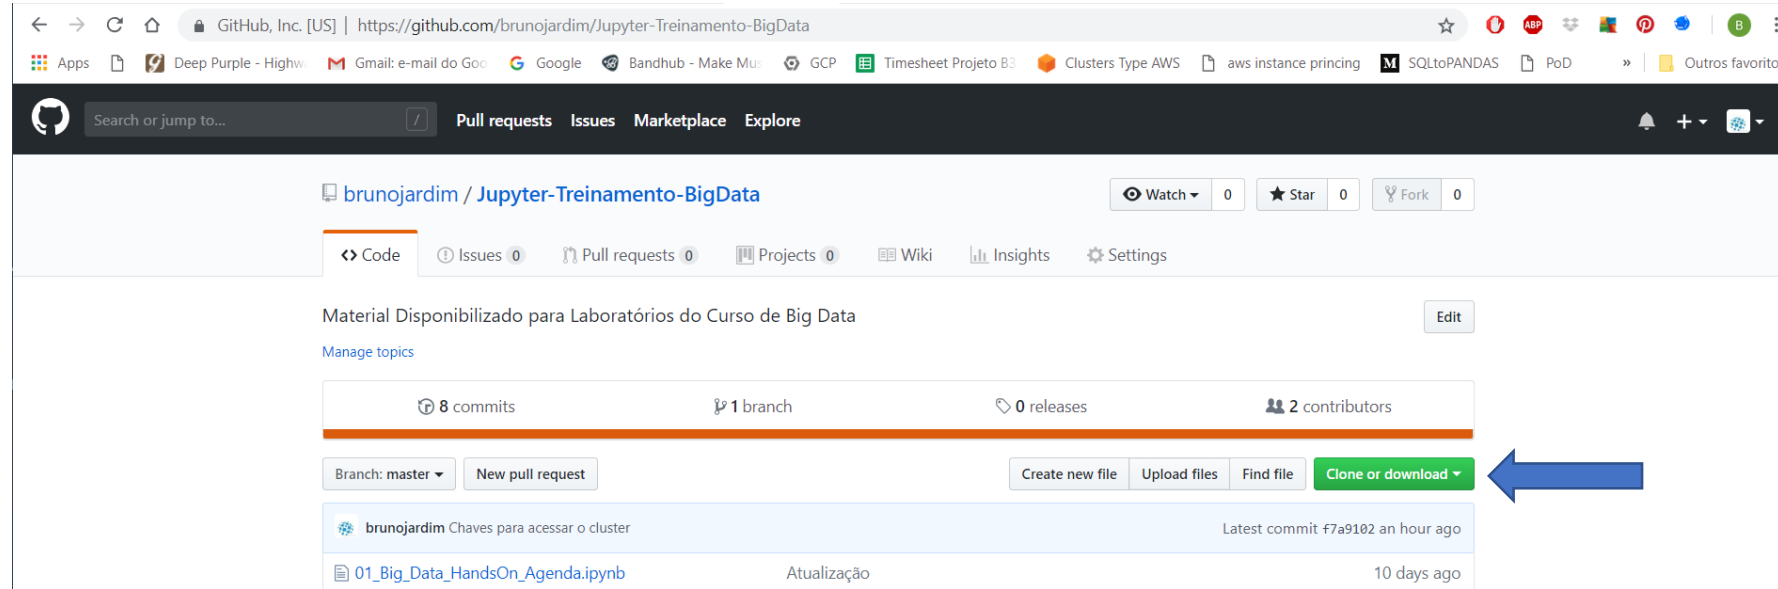 GitHub, Inc. [US] | https://github.com/brunojardim/Jupyter-Treinamento-BigData
ABP
B
Apps Deep Purple - Highw Gmail: e-mail do Goo Google Bandhub - Make Mus GCP Timesheet Projeto B3 Clusters Type AWS aws instance princing M SQLtoPANDAS PoD » Outros favorito
Search or jump to... / Pull requests Issues Marketplace Explore
brunojardim / Jupyter-Treinamento-BigData Watch 0 Star 0 Fork 0
Code Issues 0 Pull requests 0 Projects 0 Wiki Insights Settings
Material Disponibilizado para Laboratórios do Curso de Big Data Edit
Manage topics
8 commits 1 branch 0 releases 2 contributors
Branch: master New pull request Create new file Upload files Find file Clone or download
brunojardim Chaves para acessar o cluster Latest commit f7a9102 an hour ago
01_Big_Data_HandsOn_Agenda.ipynb Atualização 10 days ago